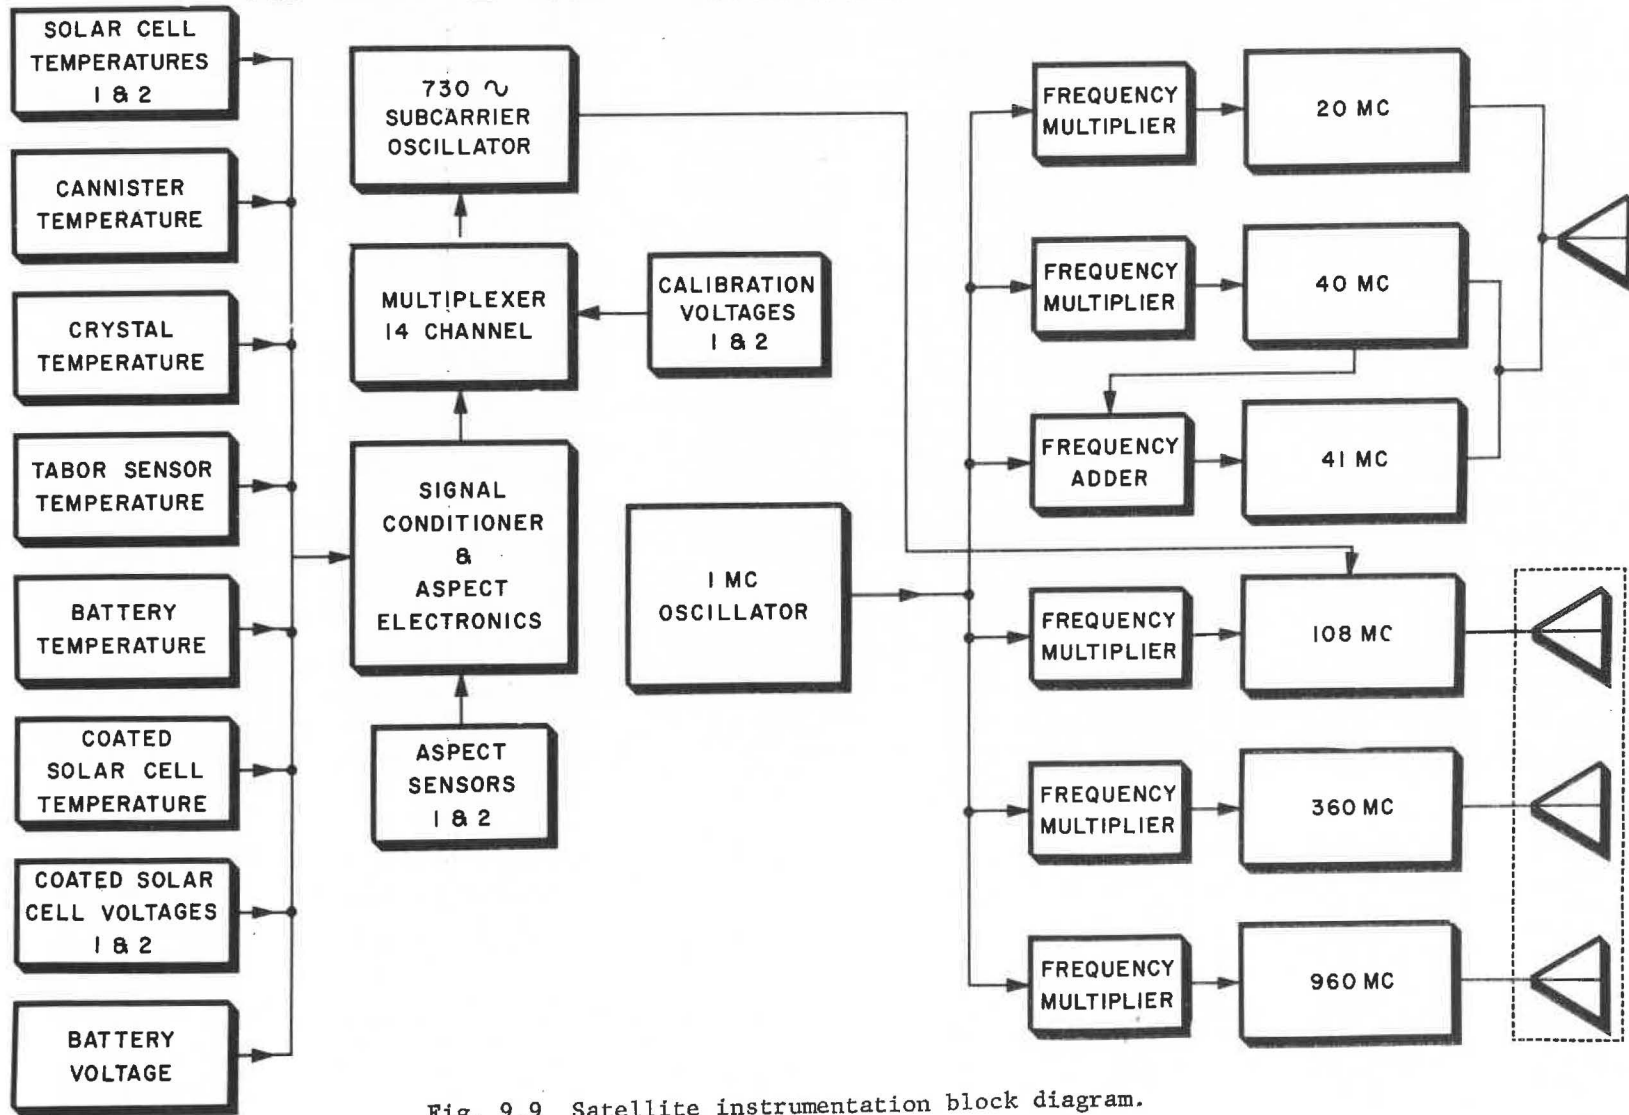 SOLAR CELL
TEMPERATURES
1 & 2
CANNISTER
TEMPERATURE
CRYSTAL
TEMPERATURE
TABOR SENSOR
TEMPERATURE
BATTERY
TEMPERATURE
COATED
SOLAR CELL
TEMPERATURE
COATED SOLAR
CELL VOLTAGES
1 & 2
BATTERY
VOLTAGE
730 ~
SUBCARRIER
OSCILLATOR
MULTIPLEXER
14 CHANNEL
CALIBRATION
VOLTAGES
1 & 2
SIGNAL
CONDITIONER
&
ASPECT
ELECTRONICS
ASPECT
SENSORS
1 & 2
1 MC
OSCILLATOR
FREQUENCY
MULTIPLIER
20 MC
FREQUENCY
MULTIPLIER
40 MC
FREQUENCY
ADDER
41 MC
FREQUENCY
MULTIPLIER
108 MC
FREQUENCY
MULTIPLIER
360 MC
FREQUENCY
MULTIPLIER
960 MC
Fig. 9.9 Satellite instrumentation block diagram.